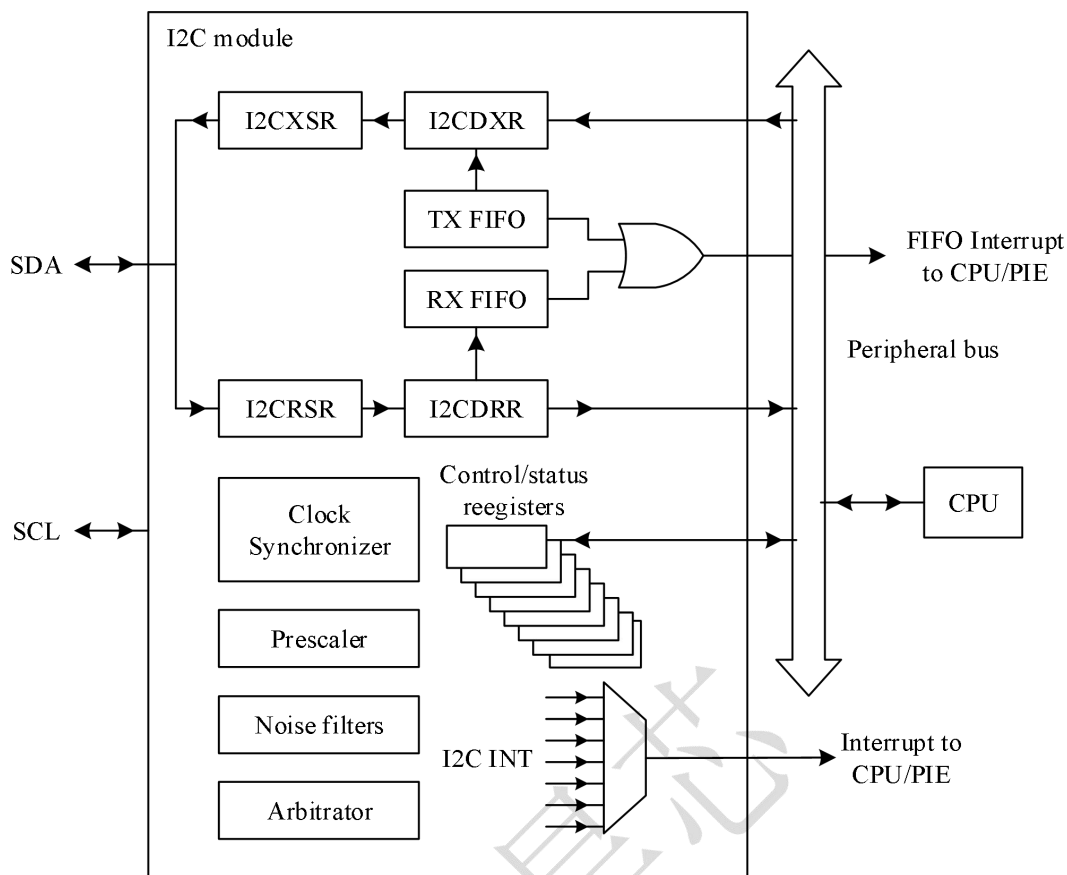 I2C module
I2CXSR
I2CDXR
TX FIFO
SDA
FIFO Interrupt
to CPU/PIE
RX FIFO
Peripheral bus
I2CRSR
I2CDRR
Control/status
reegisters
Clock
Synchronizer
SCL
CPU
Prescaler
Noise filters
I2C INT
Interrupt to
CPU/PIE
Arbitrator
芯